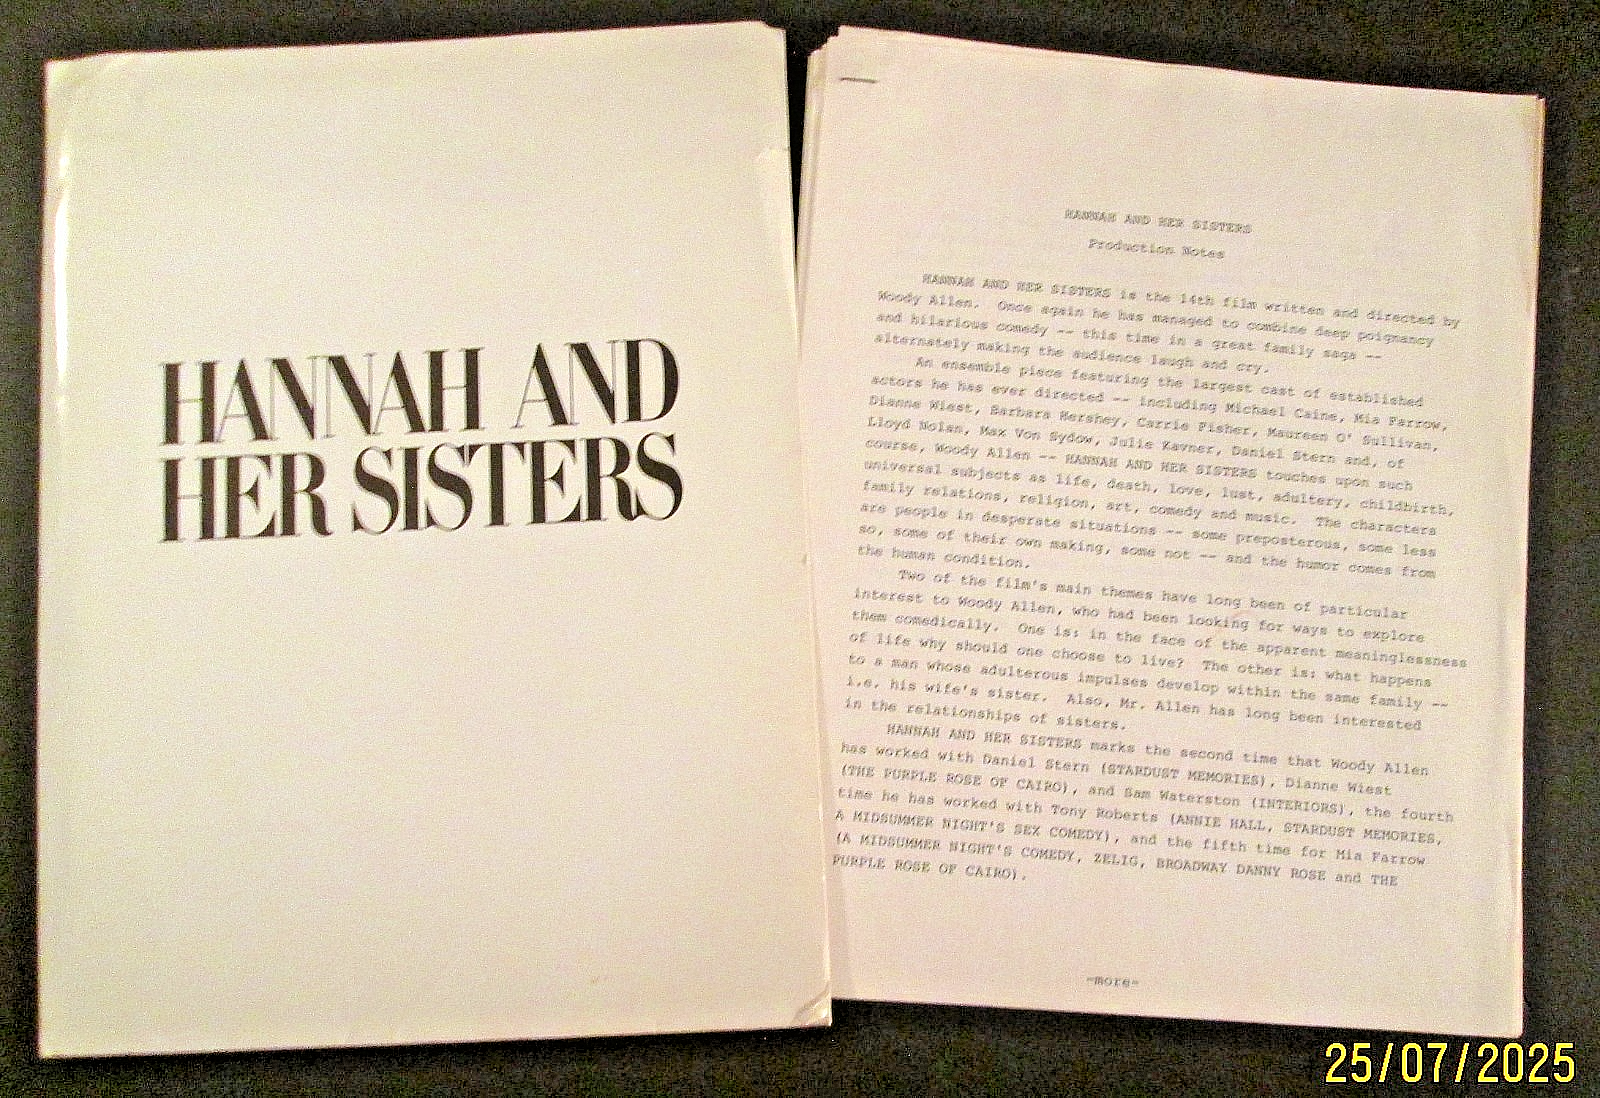 HANNAH AND
HER SISTERS
HANNAH AND HER SISTERS
Production Notes
HANNAH AND HER SISTERS is the 14th film written and directed by
Woody Allen. Once again he has managed to combine deep poignancy
and hilarious comedy -- this time in a great family saga --
alternately making the audience laugh and cry.
An ensemble piece featuring the largest cast of established
actors he has ever directed -- including Michael Caine, Mia Farrow,
Dianne Wiest, Barbara Hershey, Carrie Fisher, Maureen O' Sullivan,
Lloyd Nolan, Max Von Sydow, Julie Kavner, Daniel Stern and, of
course, Woody Allen -- HANNAH AND HER SISTERS touches upon such
universal subjects as life, death, love, lust, adultery, childbirth,
family relations, religion, art, comedy and music. The characters
are people in desperate situations -- some preposterous, some less
so, some of their own making, some not -- and the humor comes from
the human condition.
Two of the film's main themes have long been of particular
interest to Woody Allen, who had been looking for ways to explore
them comedically. One is: in the face of the apparent meaninglessness
of life why should one choose to live? The other is: what happens
to a man whose adulterous impulses develop within the same family --
i.e. his wife's sister. Also, Mr. Allen has long been interested
in the relationships of sisters.
HANNAH AND HER SISTERS marks the second time that Woody Allen
has worked with Daniel Stern (STARDUST MEMORIES), Dianne Wiest
(THE PURPLE ROSE OF CAIRO), and Sam Waterston (INTERIORS), the fourth
time he has worked with Tony Roberts (ANNIE HALL, STARDUST MEMORIES,
A MIDSUMMER NIGHT'S SEX COMEDY), and the fifth time for Mia Farrow
(A MIDSUMMER NIGHT'S COMEDY, ZELIG, BROADWAY DANNY ROSE and THE
PURPLE ROSE OF CAIRO).
-more-
25/07/2025